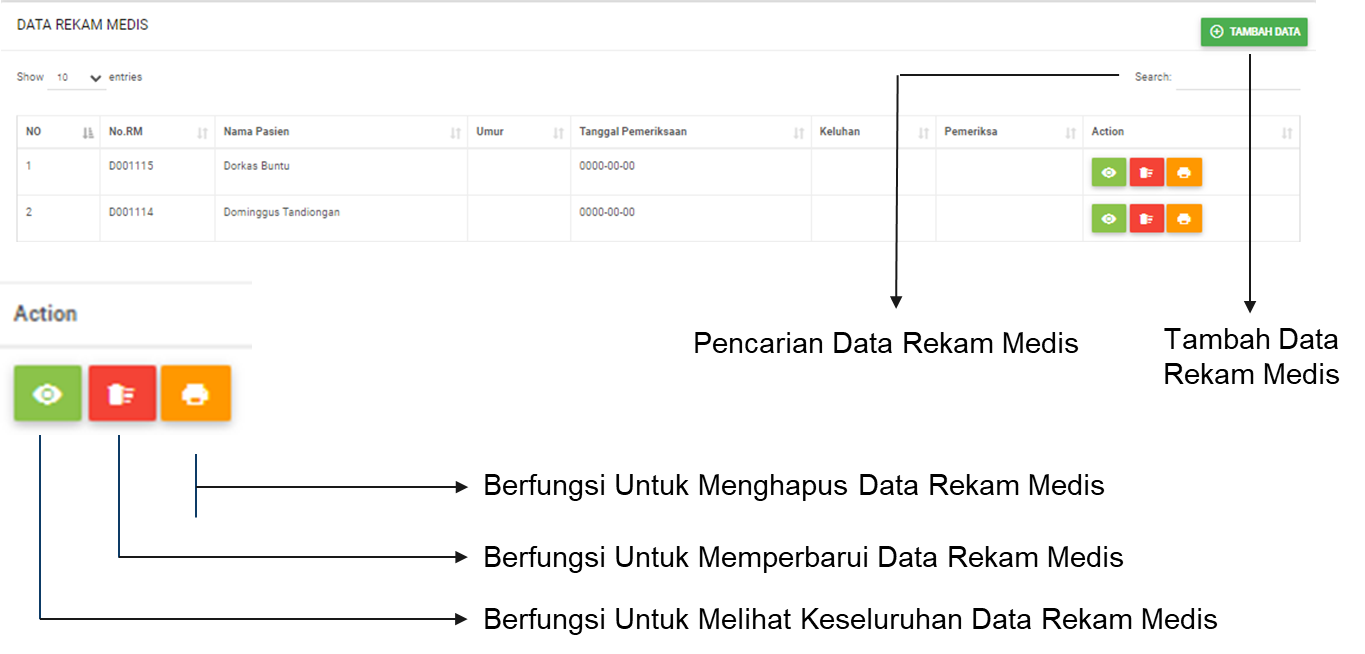 DATA REKAM MEDIS
TAMBAH DATA
Show 10 entries
Search:
NO No.RM Nama Pasien Umur Tanggal Pemeriksaan Keluhan Pemeriksa Action
1 D001115 Dorkas Buntu 0000-00-00
2 D001114 Dominggus Tandiongan 0000-00-00
Action
Pencarian Data Rekam Medis
Tambah Data
Rekam Medis
Berfungsi Untuk Menghapus Data Rekam Medis
Berfungsi Untuk Memperbarui Data Rekam Medis
Berfungsi Untuk Melihat Keseluruhan Data Rekam Medis